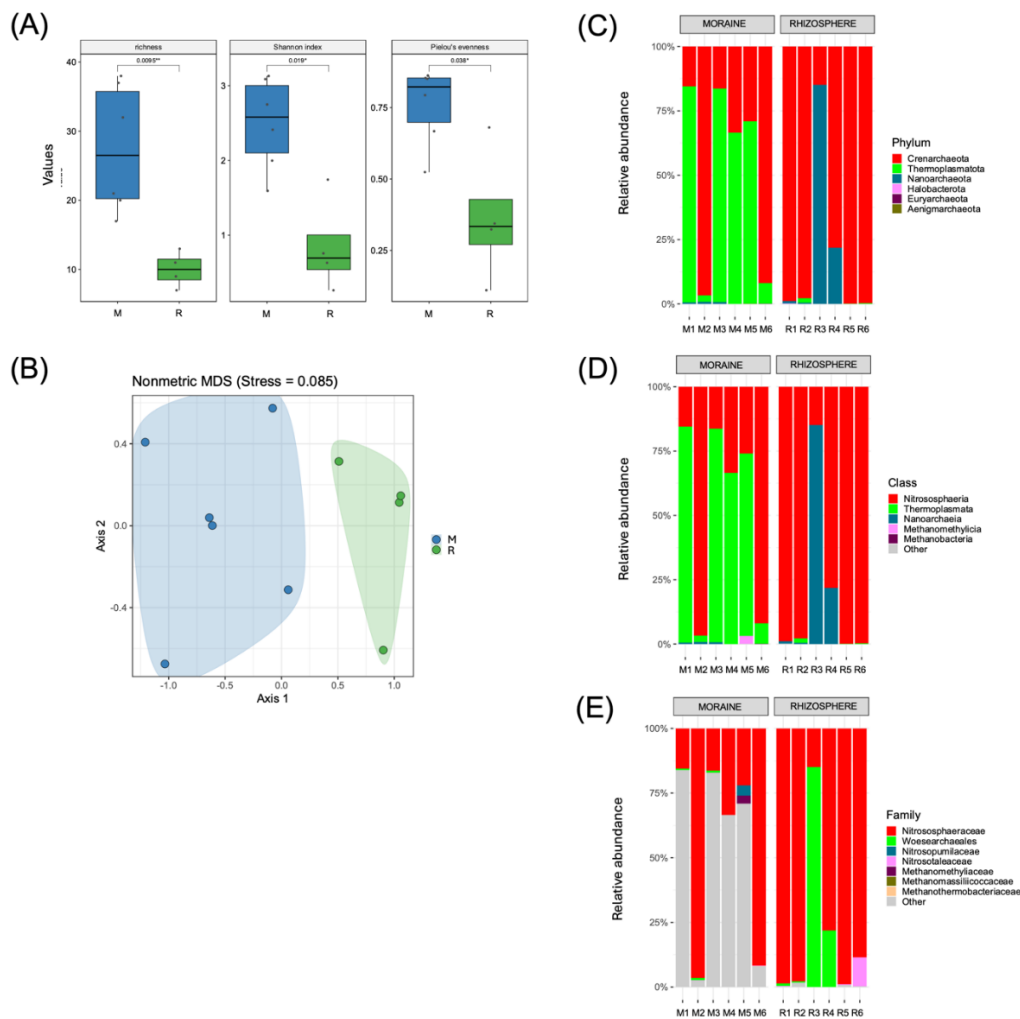 (A)
richness
Shannon index
Pielou's evenness
0.0095**
0.019*
0.038*
Values
40
30
20
10
3
2
1
0.75
0.50
0.25
M
R
M
R
M
R
(B)
Nonmetric MDS (Stress = 0.085)
Axis 2
0.4
0.0
-0.4
-1.0
-0.5
0.0
0.5
1.0
Axis 1
M
R
(C)
MORAINE
RHIZOSPHERE
Relative abundance
100%
75%
50%
25%
0%
M1 M2 M3 M4 M5 M6
R1 R2 R3 R4 R5 R6
Phylum
Crenarchaeota
Thermoplasmatota
Nanoarchaeota
Halobacterota
Euryarchaeota
Aenigmarchaeota
(D)
MORAINE
RHIZOSPHERE
Relative abundance
100%
75%
50%
25%
0%
M1 M2 M3 M4 M5 M6
R1 R2 R3 R4 R5 R6
Class
Nitrososphaeria
Thermoplasmata
Nanoarchaeia
Methanomethylicia
Methanobacteria
Other
(E)
MORAINE
RHIZOSPHERE
Relative abundance
100%
75%
50%
25%
0%
M1 M2 M3 M4 M5 M6
R1 R2 R3 R4 R5 R6
Family
Nitrososphaeraceae
Woesearchaeales
Nitrosopumilaceae
Nitrosotaleaceae
Methanomethyliaceae
Methanomassiliicoccaceae
Methanothermobacteriaceae
Other